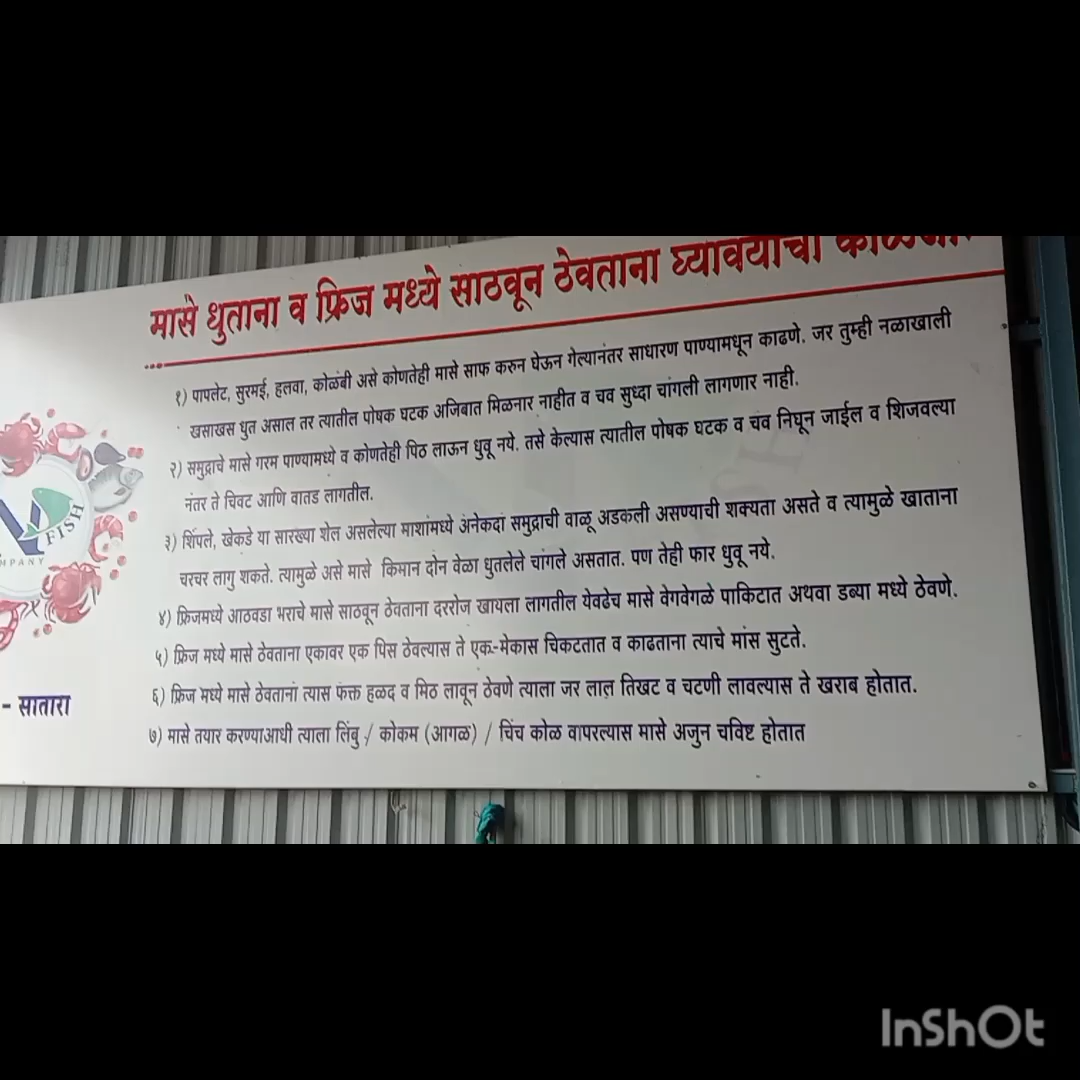 मासे धुताना व फ्रिज मध्ये साठवून ठेवताना घ्यावयाची काळजी
१) पापलेट, सुरमई, हलवा, कोळंबी असे कोणतेही मासे साफ करुन घेऊन गेल्यानंतर साधारण पाण्यामधून काढणे. जर तुम्ही नळाखाली
खसाखस धुत असाल तर त्यातील पोषक घटक अजिबात मिळनार नाहीत व चव सुध्दा चांगली लागणार नाही.
२) समुद्राचे मासे गरम पाण्यामध्ये व कोणतेही पिठ लाऊन धुवू नये. तसे केल्यास त्यातील पोषक घटक व चव निघून जाईल व शिजवल्या
नंतर ते चिवट आणि वातड लागतील.
३) शिंपले, खेकडे या सारख्या शेल असलेल्या माशांमध्ये अनेकदा समुद्राची वाळू अडकली असण्याची शक्यता असते व त्यामुळे खाताना
चरचर लागु शकते. त्यामुळे असे मासे किमान दोन वेळा धुतलेले चांगले असतात. पण तेही फार धुवू नये.
४) फ्रिजमध्ये आठवडा भराचे मासे साठवून ठेवताना दररोज खायला लागतील येवढेच मासे वेगवेगळे पाकिटात अथवा डब्या मध्ये ठेवणे.
५) फ्रिज मध्ये मासे ठेवताना एकावर एक पिस ठेवल्यास ते एक-मेकास चिकटतात व काढताना त्याचे मांस सुटते.
६) फ्रिज मध्ये मासे ठेवताना त्यास फक्त हळद व मिठ लावून ठेवणे त्याला जर लाल तिखट व चटणी लावल्यास ते खराब होतात.
७) मासे तयार करण्याआधी त्याला लिंबु / कोकम (आगळ) / चिंच कोळ वापरल्यास मासे अजुन चविष्ट होतात
FISH
MPANY
- सातारा
InShOt